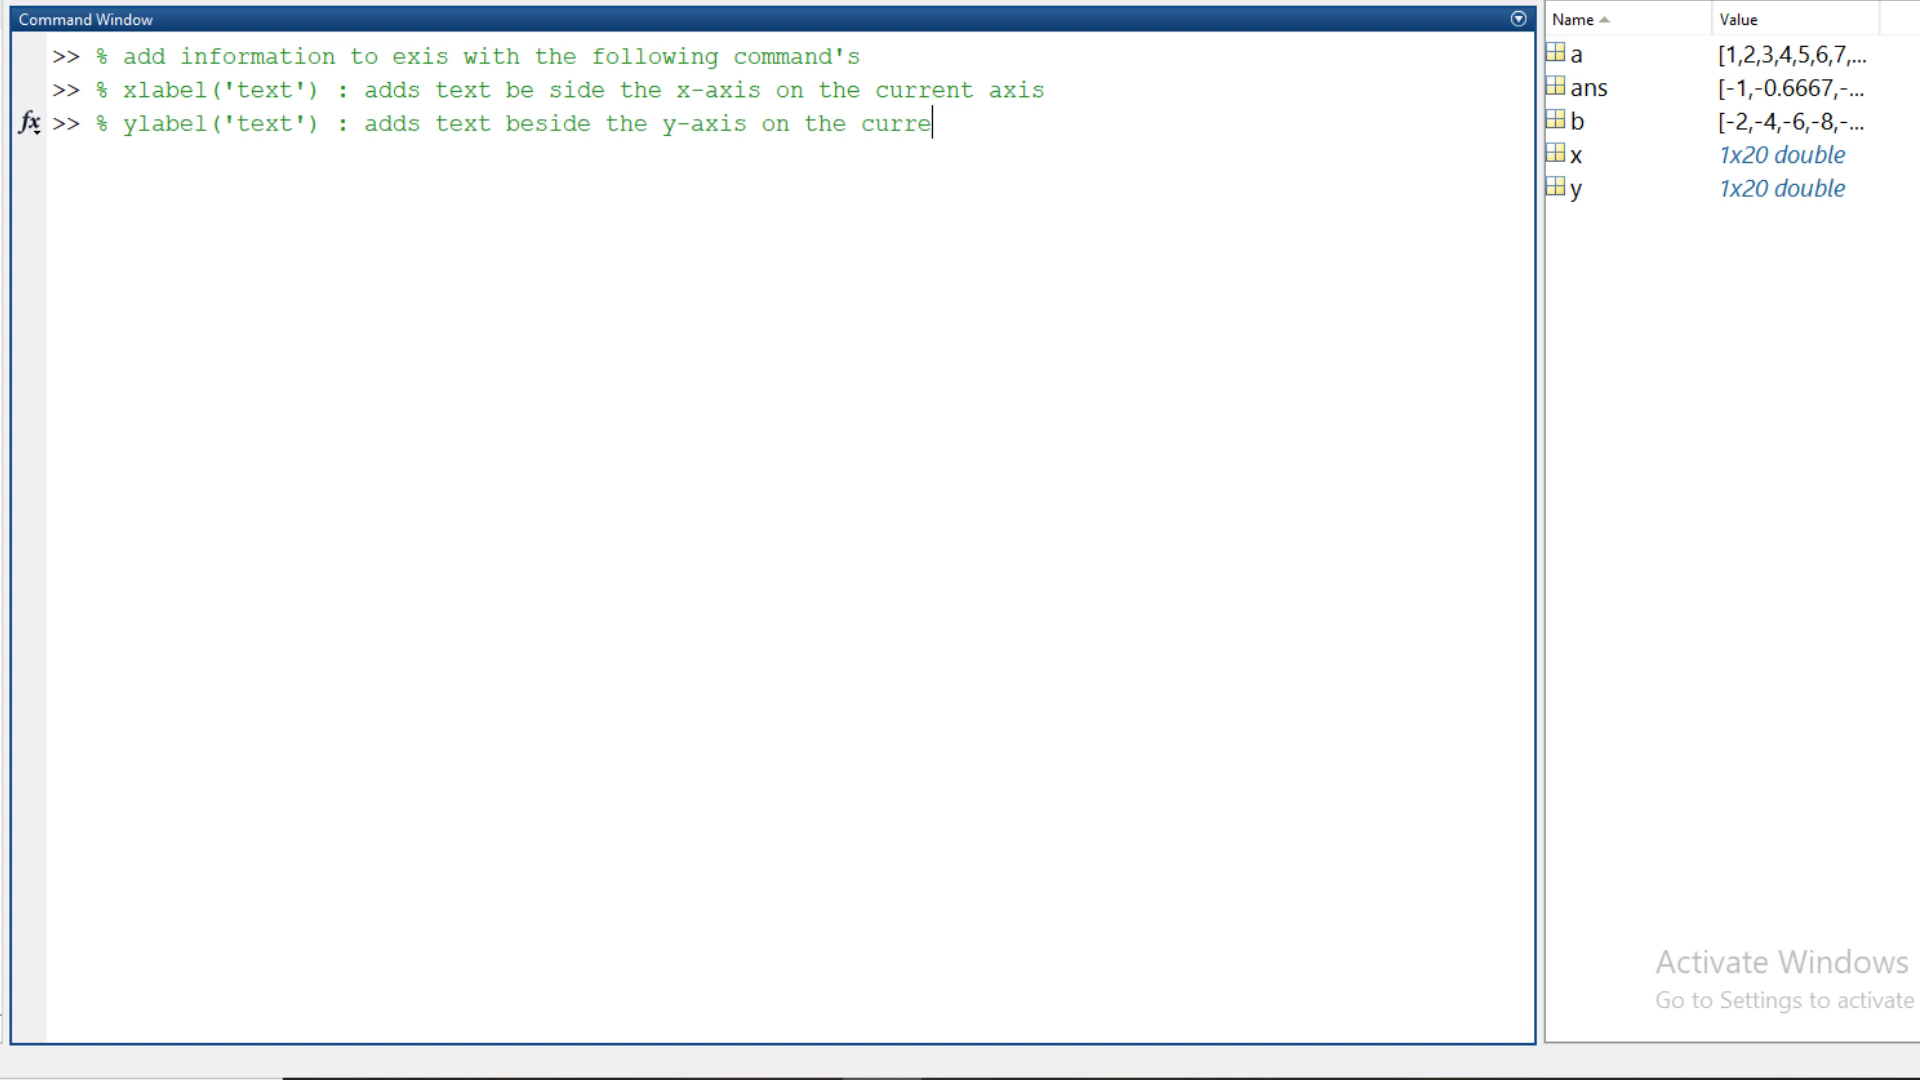 Command Window
>> % add information to exis with the following command's
>> % xlabel('text') : adds text be side the x-axis on the current axis
fx >> % ylabel('text') : adds text beside the y-axis on the curre
Name Value
a [1,2,3,4,5,6,7,...
ans [-1,-0.6667,-...
b [-2,-4,-6,-8,-...
x 1x20 double
y 1x20 double
Activate Windows
Go to Settings to activate